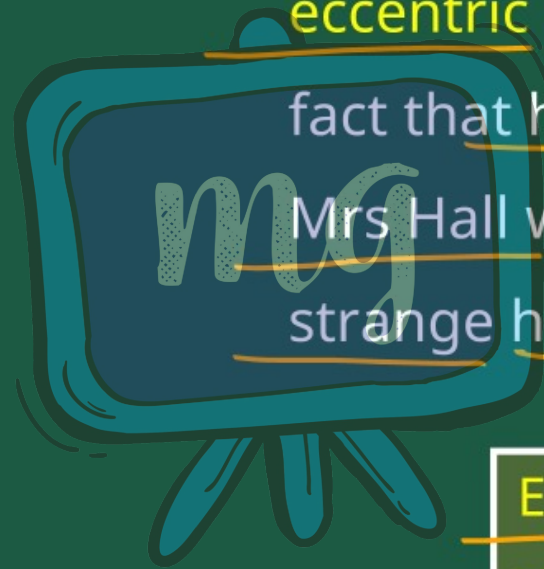 eccentric
fact that h
mg
Mrs Hall w
strange h
E